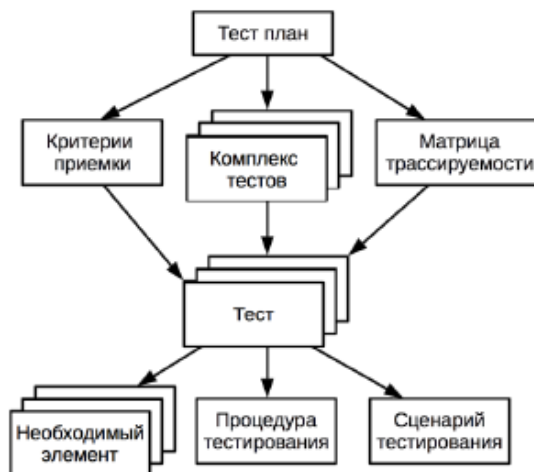 Тест план
Критерии
приемки
Комплекс
тестов
Матрица
трассируемости
Тест
Необходимый
элемент
Процедура
тестирования
Сценарий
тестирования